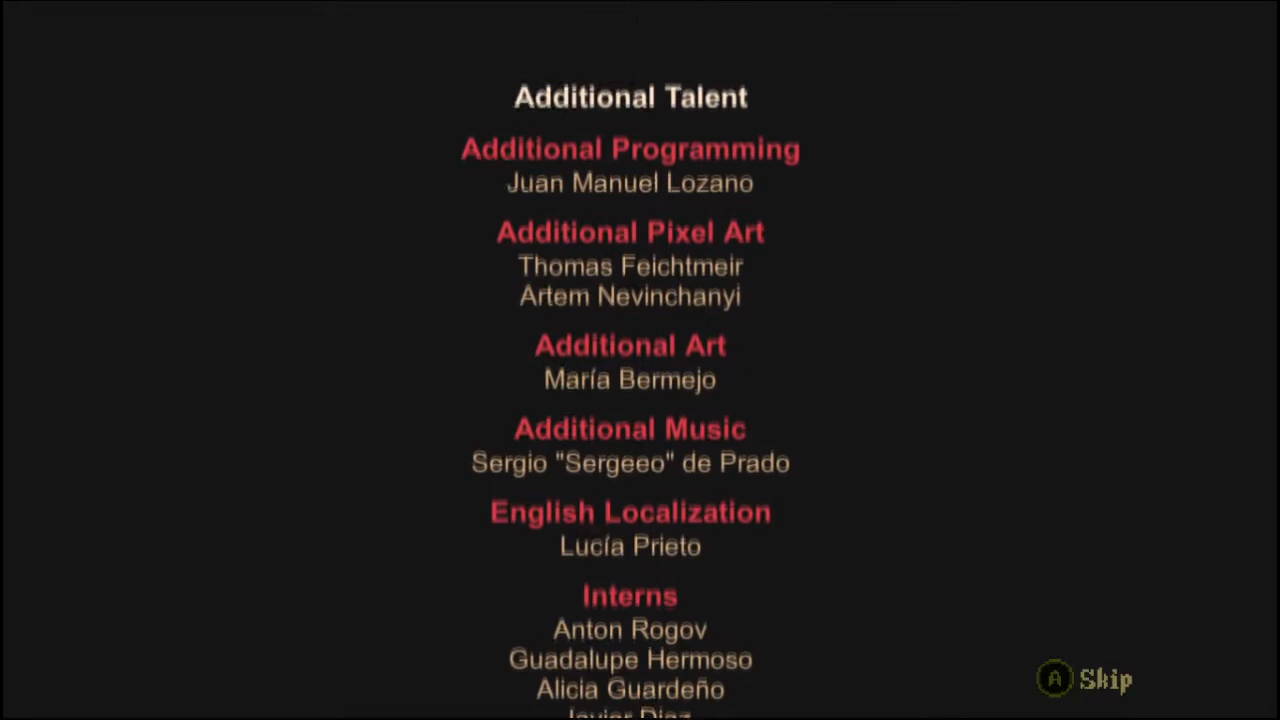 Additional Talent
Additional Programming
Juan Manuel Lozano
Additional Pixel Art
Thomas Feichtmeir
Artem Nevinchanyi
Additional Art
María Bermejo
Additional Music
Sergio "Sergeeo" de Prado
English Localization
Lucía Prieto
Interns
Anton Rogov
Guadalupe Hermoso
Alicia Guardeño
A Skip